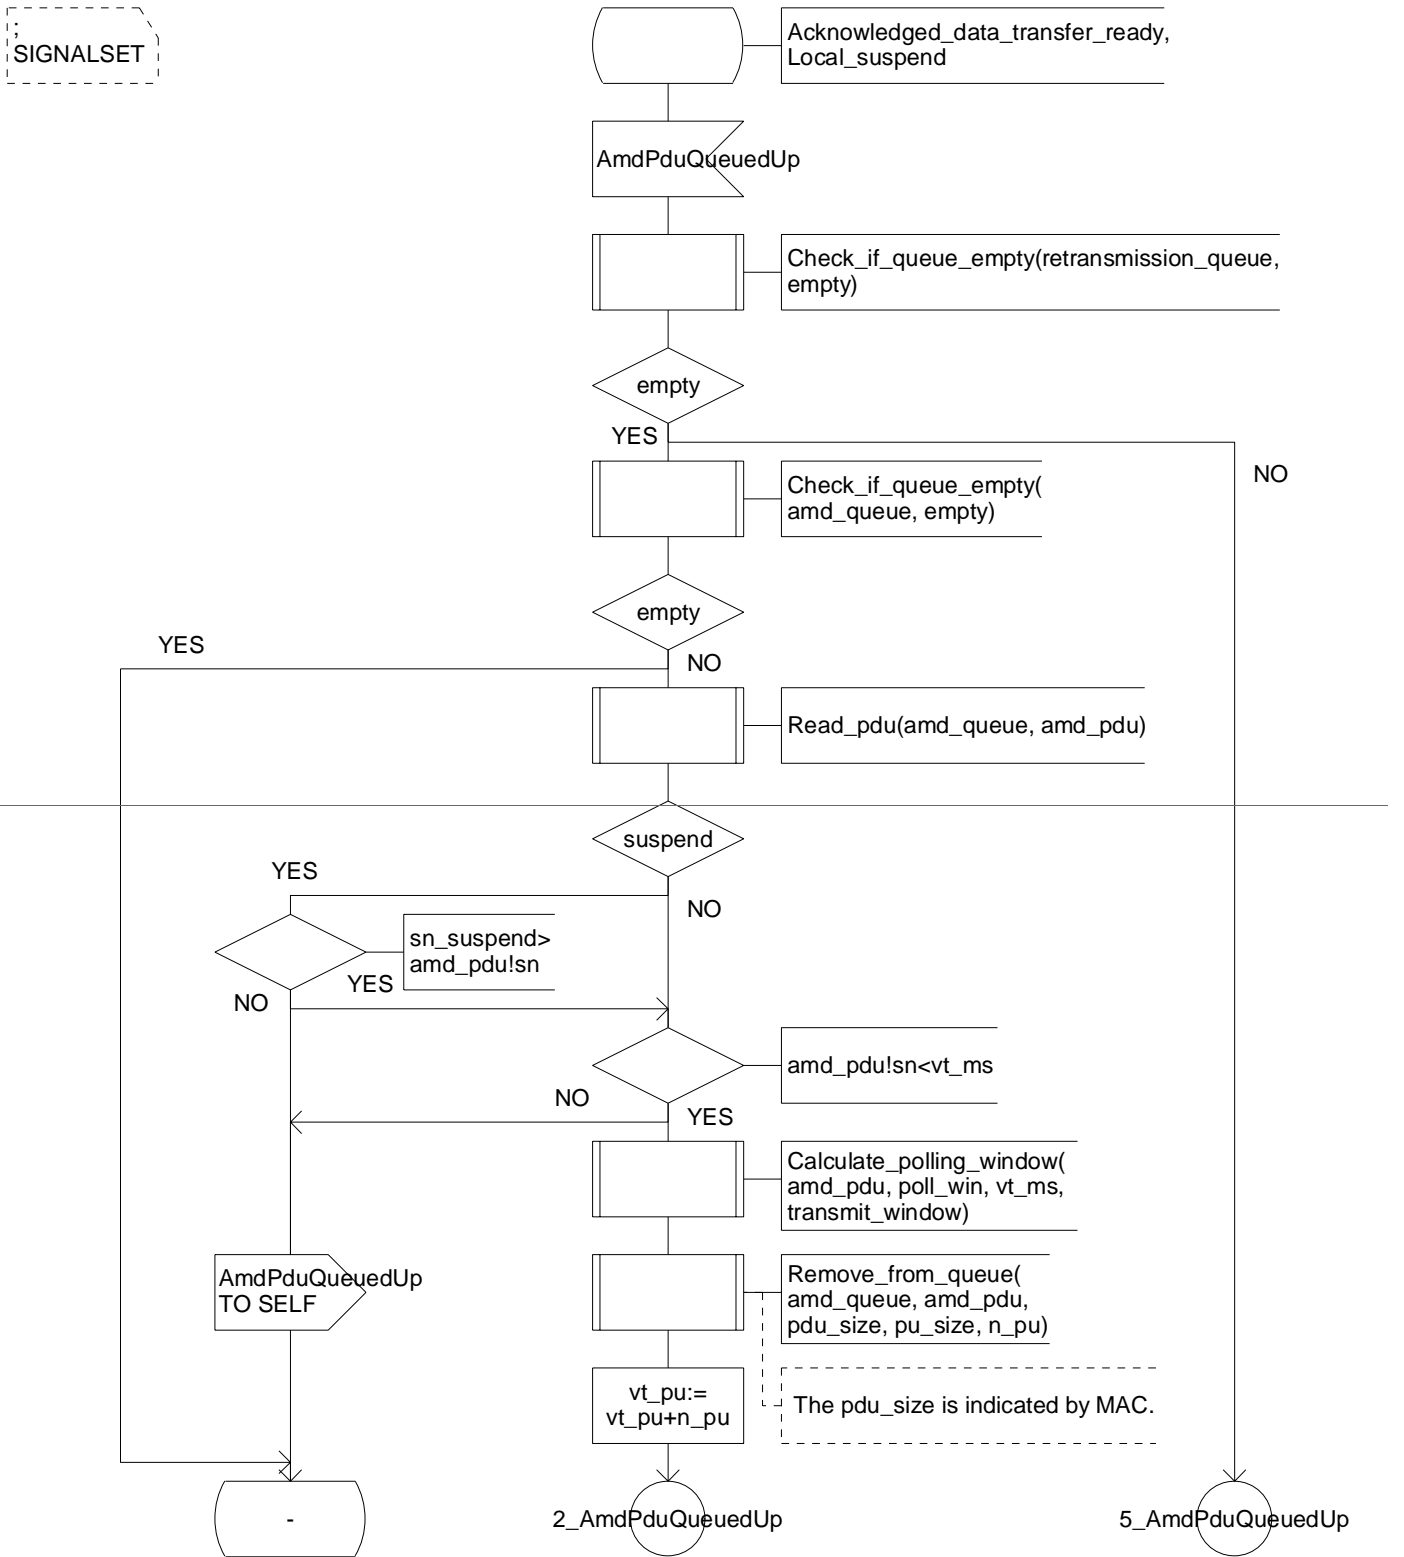 ;
SIGNALSET
Acknowledged_data_transfer_ready,
Local_suspend
AmdPduQueuedUp
Check_if_queue_empty(retransmission_queue,
empty)
empty
YES
NO
Check_if_queue_empty(
amd_queue, empty)
empty
YES
NO
Read_pdu(amd_queue, amd_pdu)
suspend
YES
NO
sn_suspend>
amd_pdu!sn
YES
NO
amd_pdu!sn<vt_ms
NO
YES
Calculate_polling_window(
amd_pdu, poll_win, vt_ms,
transmit_window)
AmdPduQueuedUp
TO SELF
Remove_from_queue(
amd_queue, amd_pdu,
pdu_size, pu_size, n_pu)
vt_pu:=
vt_pu+n_pu
The pdu_size is indicated by MAC.
-
2_AmdPduQueuedUp
5_AmdPduQueuedUp